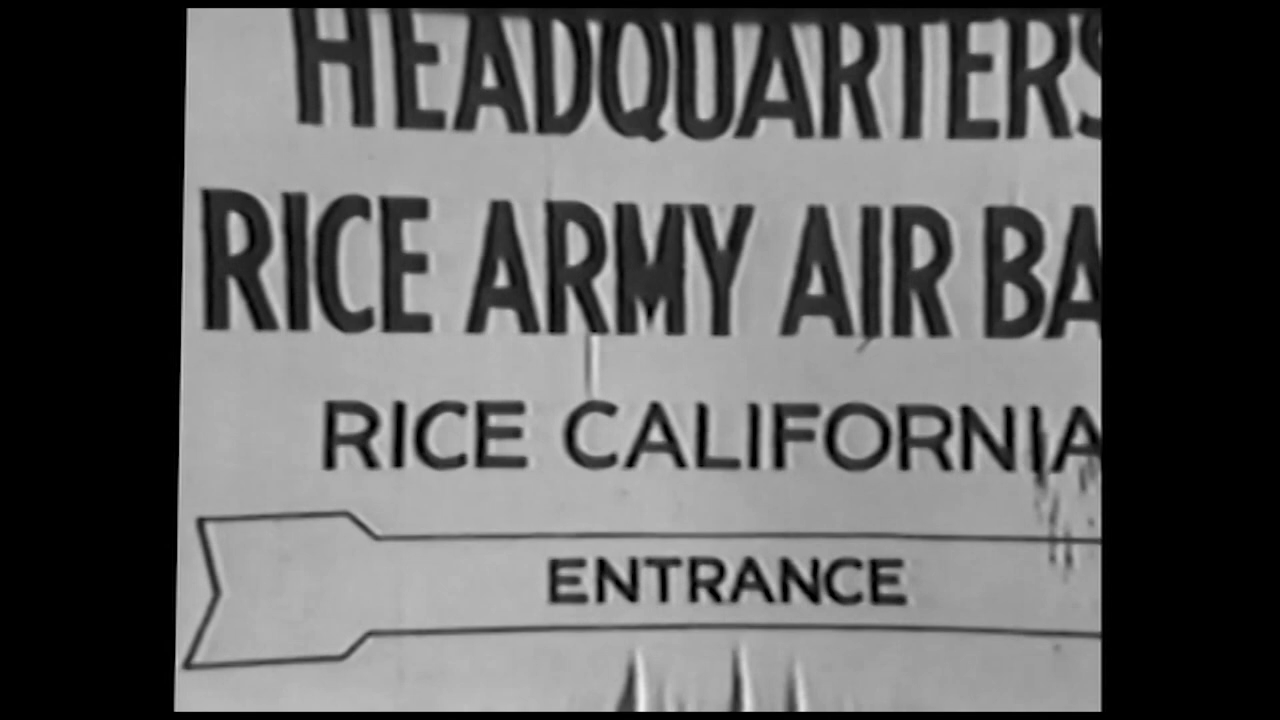 HEADQUARTERS
RICE ARMY AIR BA
RICE CALIFORNIA
ENTRANCE